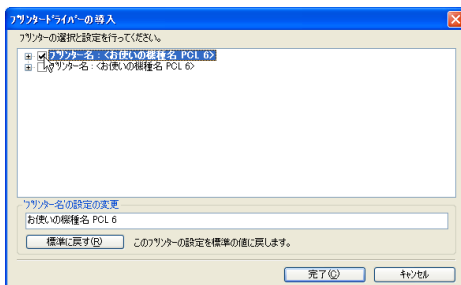 プリンタードライバーの導入
プリンターの選択と設定を行ってください。
プリンター名：<お使いの機種名 PCL 6>
プリンター名：<お使いの機種名 PCL 6>
'プリンター名'の設定の変更
お使いの機種名 PCL 6
標準に戻す(R) このプリンターの設定を標準の値に戻します。
完了(C) キャンセル